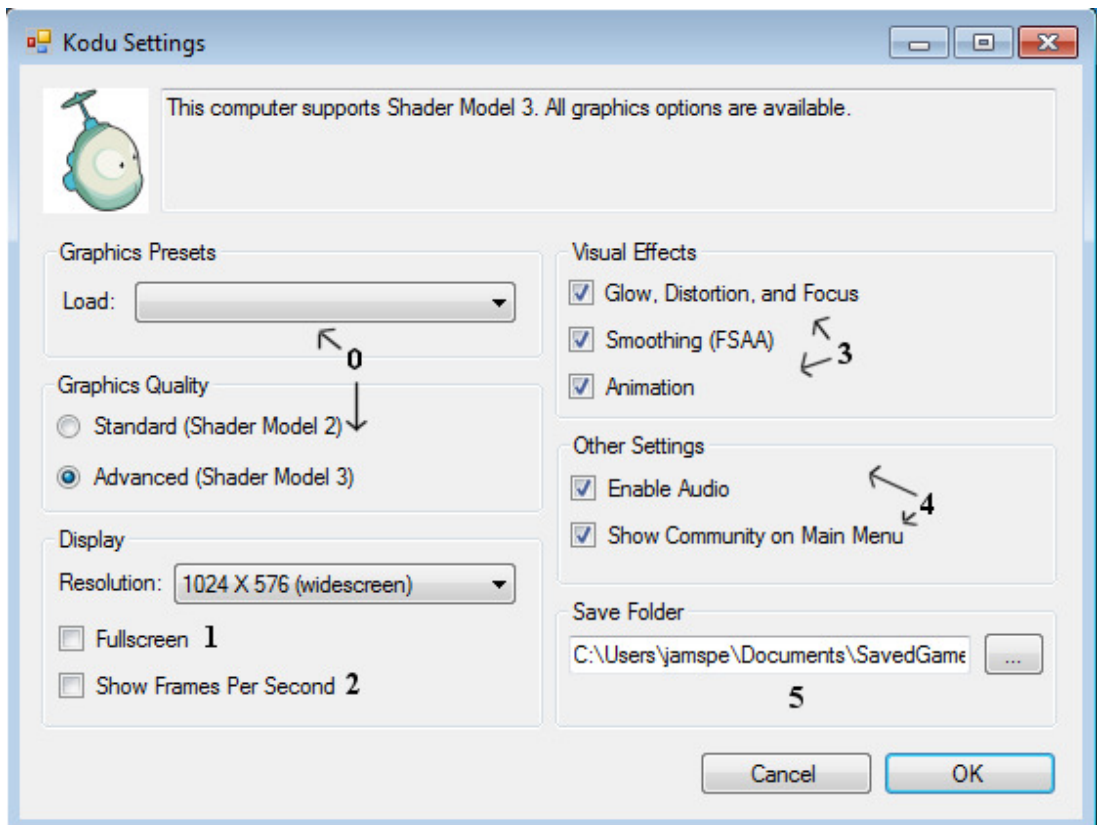 Kodu Settings
This computer supports Shader Model 3. All graphics options are available.
Graphics Presets
Load:
0
Graphics Quality
Standard (Shader Model 2)
Advanced (Shader Model 3)
Display
Resolution: 1024 X 576 (widescreen)
Fullscreen 1
Show Frames Per Second 2
Visual Effects
Glow, Distortion, and Focus
Smoothing (FSAA)
3
Animation
Other Settings
Enable Audio
4
Show Community on Main Menu
Save Folder
C:\Users\jamspe\Documents\SavedGame ...
5
Cancel OK